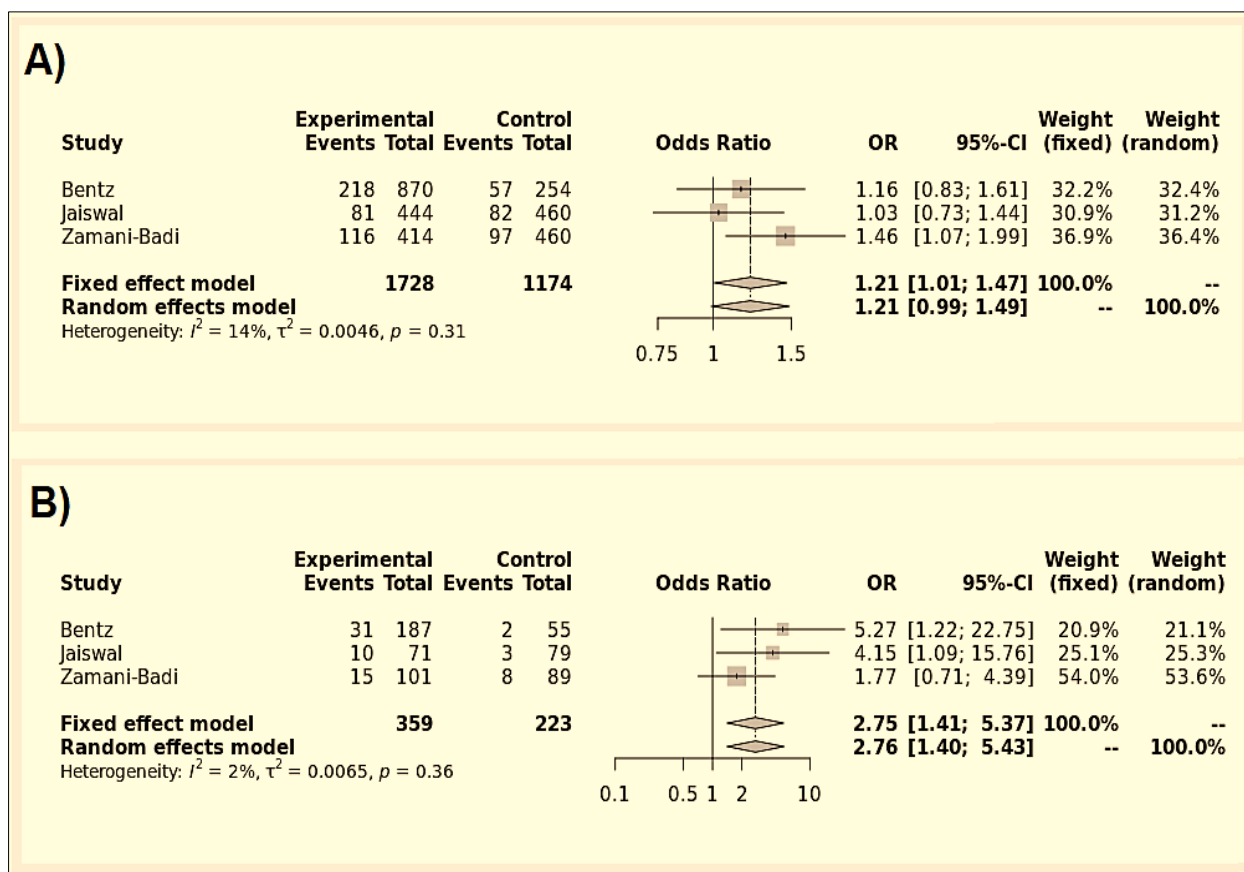 A)
Experimental Control Weight Weight
Study Events Total Events Total Odds Ratio OR 95%-CI (fixed) (random)
Bentz 218 870 57 254 1.16 [0.83; 1.61] 32.2% 32.4%
Jaiswal 81 444 82 460 1.03 [0.73; 1.44] 30.9% 31.2%
Zamani-Badi 116 414 97 460 1.46 [1.07; 1.99] 36.9% 36.4%
Fixed effect model 1728 1174 1.21 [1.01; 1.47] 100.0% --
Random effects model 1.21 [0.99; 1.49] -- 100.0%
Heterogeneity: I² = 14%, τ² = 0.0046, p = 0.31
0.75 1 1.5
B)
Experimental Control Weight Weight
Study Events Total Events Total Odds Ratio OR 95%-CI (fixed) (random)
Bentz 31 187 2 55 5.27 [1.22; 22.75] 20.9% 21.1%
Jaiswal 10 71 3 79 4.15 [1.09; 15.76] 25.1% 25.3%
Zamani-Badi 15 101 8 89 1.77 [0.71; 4.39] 54.0% 53.6%
Fixed effect model 359 223 2.75 [1.41; 5.37] 100.0% --
Random effects model 2.76 [1.40; 5.43] -- 100.0%
Heterogeneity: I² = 2%, τ² = 0.0065, p = 0.36
0.1 0.5 1 2 10